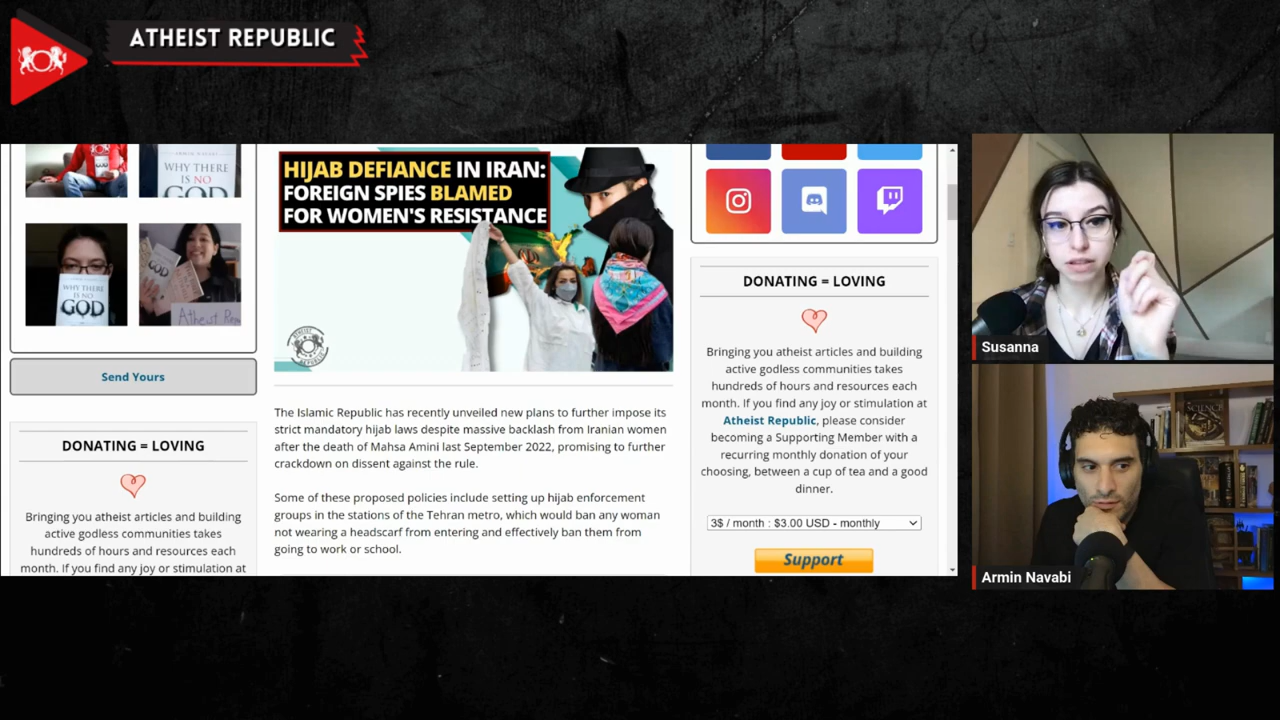 ATHEIST REPUBLIC
WHY THERE
IS NO
GOD
WHY THERE
IS NO
GOD
GOD
Send Yours
DONATING = LOVING
Bringing you atheist articles and building
active godless communities takes
hundreds of hours and resources each
month. If you find any joy or stimulation at
HIJAB DEFIANCE IN IRAN:
FOREIGN SPIES BLAMED
FOR WOMEN'S RESISTANCE
ATHEIST
REPUBLIC
The Islamic Republic has recently unveiled new plans to further impose its
strict mandatory hijab laws despite massive backlash from Iranian women
after the death of Mahsa Amini last September 2022, promising to further
crackdown on dissent against the rule.
Some of these proposed policies include setting up hijab enforcement
groups in the stations of the Tehran metro, which would ban any woman
not wearing a headscarf from entering and effectively ban them from
going to work or school.
DONATING = LOVING
Bringing you atheist articles and building
active godless communities takes
hundreds of hours and resources each
month. If you find any joy or stimulation at
Atheist Republic, please consider
becoming a Supporting Member with a
recurring monthly donation of your
choosing, between a cup of tea and a good
dinner.
3$ / month : $3.00 USD - monthly
Support
Susanna
SCIENCE
Armin Navabi